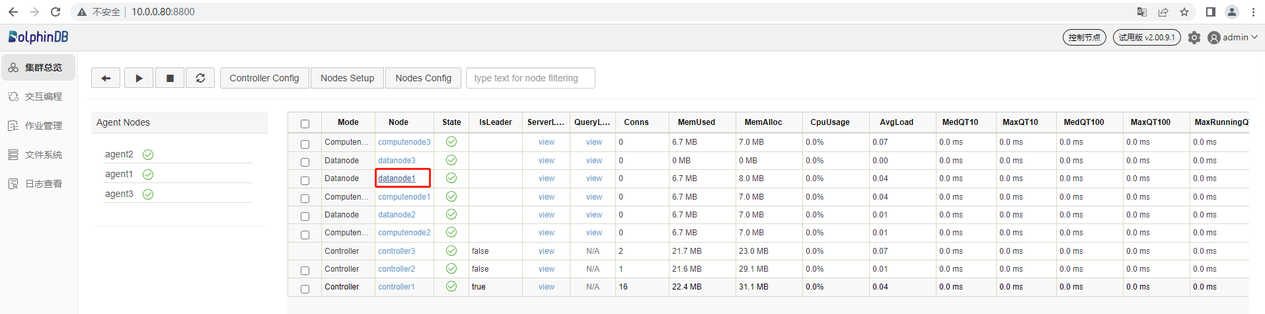 不安全 10.0.0.80:8800
DolphinDB 控制节点 试用版 v2.00.9.1 admin
集群总览
交互编程
作业管理
文件系统
日志查看
Controller Config Nodes Setup Nodes Config type text for node filtering
Agent Nodes
agent2
agent1
agent3
Mode Node State IsLeader ServerL... QueryL... Conns MemUsed MemAlloc CpuUsage AvgLoad MedQT10 MaxQT10 MedQT100 MaxQT100 MaxRunningQ
Computen... computenode3 view view 0 6.7 MB 7.0 MB 0.0% 0.07 0.0 ms 0.0 ms 0.0 ms 0.0 ms 0.0 ms
Datanode datanode3 view view 0 0 MB 0 MB 0.0% 0.00 0.0 ms 0.0 ms 0.0 ms 0.0 ms 0.0 ms
Datanode datanode1 view view 0 6.7 MB 8.0 MB 0.0% 0.04 0.0 ms 0.0 ms 0.0 ms 0.0 ms 0.0 ms
Computen... computenode1 view view 0 6.7 MB 7.0 MB 0.0% 0.04 0.0 ms 0.0 ms 0.0 ms 0.0 ms 0.0 ms
Datanode datanode2 view view 0 6.7 MB 7.0 MB 0.0% 0.01 0.0 ms 0.0 ms 0.0 ms 0.0 ms 0.0 ms
Computen... computenode2 view view 0 6.7 MB 7.0 MB 0.0% 0.01 0.0 ms 0.0 ms 0.0 ms 0.0 ms 0.0 ms
Controller controller3 false view N/A 2 21.7 MB 23.0 MB 0.0% 0.07 0.0 ms 0.0 ms 0.0 ms 0.0 ms 0.0 ms
Controller controller2 false view N/A 1 21.6 MB 29.1 MB 0.0% 0.01 0.0 ms 0.0 ms 0.0 ms 0.0 ms 0.0 ms
Controller controller1 true view N/A 16 22.4 MB 31.1 MB 0.0% 0.04 0.0 ms 0.0 ms 0.0 ms 0.0 ms 0.0 ms